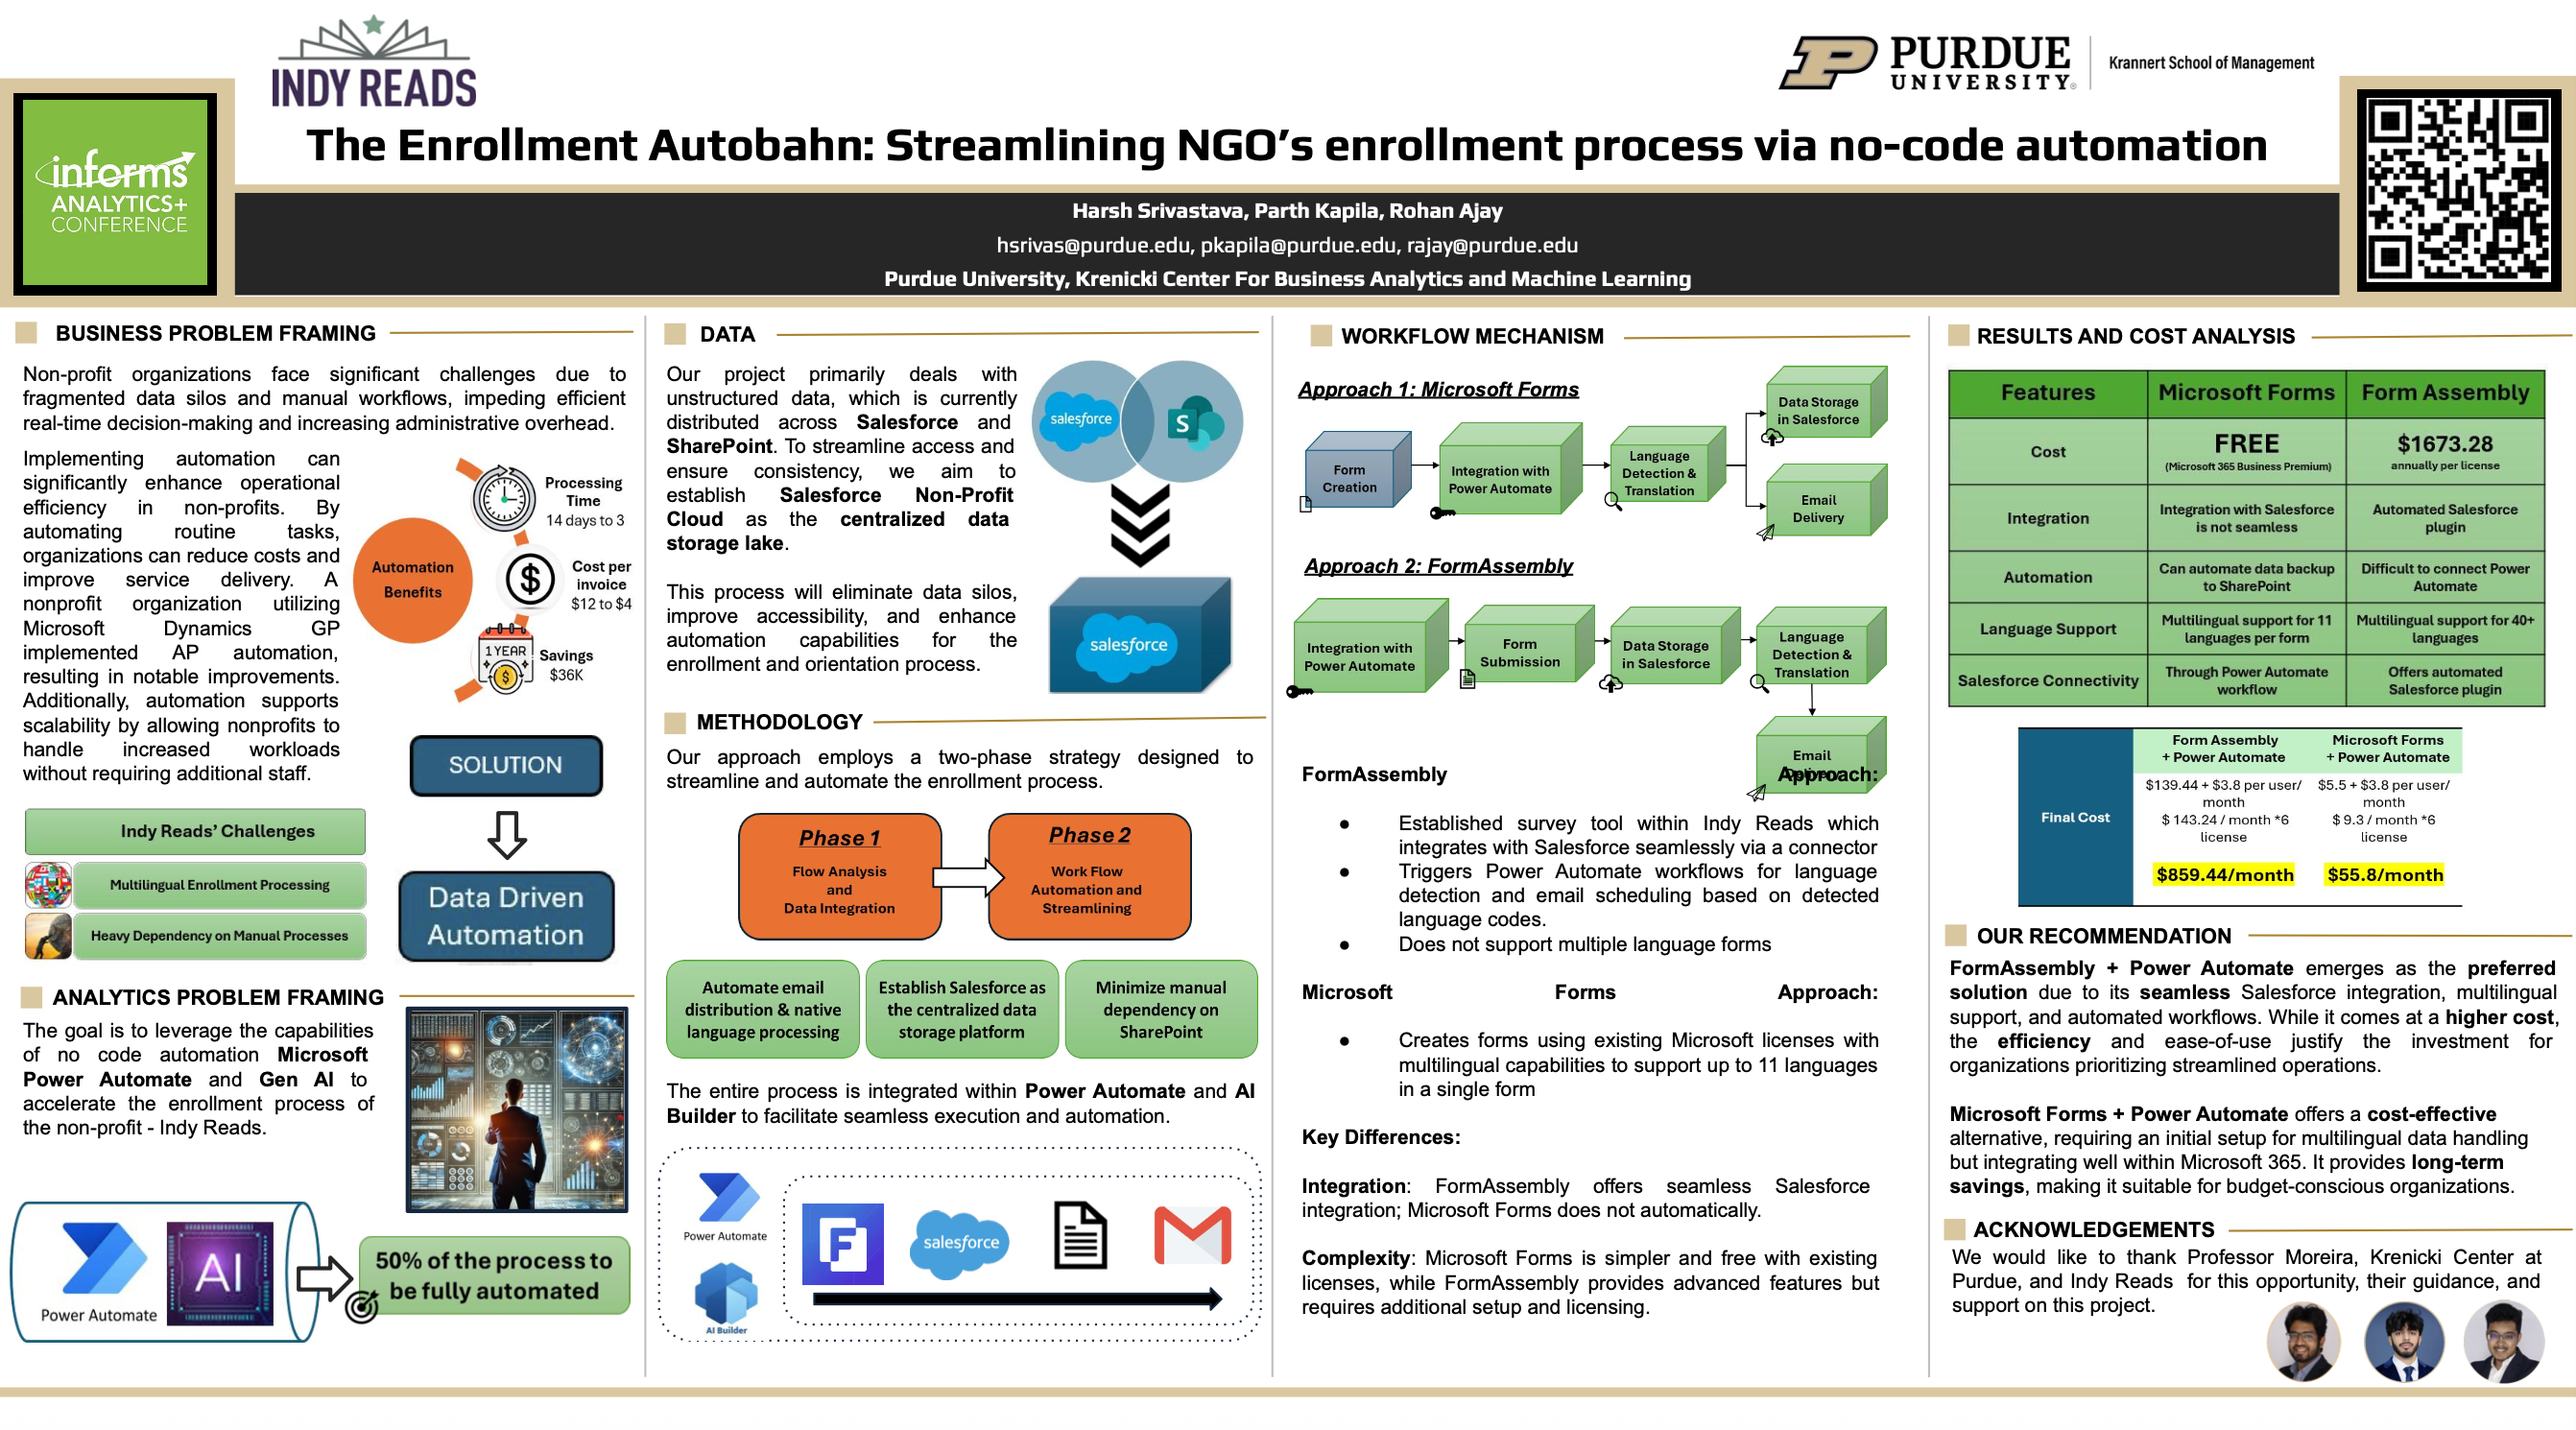 INDY READS
PURDUE
UNIVERSITY
Krannert School of Management
informs
ANALYTICS+
CONFERENCE
The Enrollment Autobahn: Streamlining NGO's enrollment process via no-code automation
Harsh Srivastava, Parth Kapila, Rohan Ajay
hsrivas@purdue.edu, pkapila@purdue.edu, rajay@purdue.edu
Purdue University, Krenicki Center For Business Analytics and Machine Learning
BUSINESS PROBLEM FRAMING
Non-profit organizations face significant challenges due to
fragmented data silos and manual workflows, impeding efficient
real-time decision-making and increasing administrative overhead.
Implementing automation can
significantly enhance operational
efficiency in non-profits. By
automating routine tasks,
organizations can reduce costs and
improve service delivery. A
nonprofit organization utilizing
Microsoft Dynamics GP
implemented AP automation,
resulting in notable improvements.
Additionally, automation supports
scalability by allowing nonprofits to
handle increased workloads
without requiring additional staff.
Automation
Benefits
Processing
Time
14 days to 3
Cost per
invoice
$12 to $4
1 YEAR
Savings
$36K
SOLUTION
Data Driven
Automation
Indy Reads' Challenges
Multilingual Enrollment Processing
Heavy Dependency on Manual Processes
ANALYTICS PROBLEM FRAMING
The goal is to leverage the capabilities
of no code automation Microsoft
Power Automate and Gen AI to
accelerate the enrollment process of
the non-profit - Indy Reads.
Power Automate
AI
50% of the process to
be fully automated
DATA
Our project primarily deals with
unstructured data, which is currently
distributed across Salesforce and
SharePoint. To streamline access and
ensure consistency, we aim to
establish Salesforce Non-Profit
Cloud as the centralized data
storage lake.
This process will eliminate data silos,
improve accessibility, and enhance
automation capabilities for the
enrollment and orientation process.
salesforce
S
salesforce
METHODOLOGY
Our approach employs a two-phase strategy designed to
streamline and automate the enrollment process.
Phase 1
Flow Analysis
and
Data Integration
Phase 2
Work Flow
Automation and
Streamlining
Automate email
distribution & native
language processing
Establish Salesforce as
the centralized data
storage platform
Minimize manual
dependency on
SharePoint
The entire process is integrated within Power Automate and AI
Builder to facilitate seamless execution and automation.
Power Automate
AI Builder
F
salesforce
WORKFLOW MECHANISM
Approach 1: Microsoft Forms
Form
Creation
Integration with
Power Automate
Language
Detection &
Translation
Data Storage
in Salesforce
Email
Delivery
Approach 2: FormAssembly
Integration with
Power Automate
Form
Submission
Data Storage
in Salesforce
Language
Detection &
Translation
Email
Delivery
FormAssembly Approach:
● Established survey tool within Indy Reads which
integrates with Salesforce seamlessly via a connector
● Triggers Power Automate workflows for language
detection and email scheduling based on detected
language codes.
● Does not support multiple language forms
Microsoft Forms Approach:
● Creates forms using existing Microsoft licenses with
multilingual capabilities to support up to 11 languages
in a single form
Key Differences:
Integration: FormAssembly offers seamless Salesforce
integration; Microsoft Forms does not automatically.
Complexity: Microsoft Forms is simpler and free with existing
licenses, while FormAssembly provides advanced features but
requires additional setup and licensing.
RESULTS AND COST ANALYSIS
Features Microsoft Forms Form Assembly
Cost
FREE
(Microsoft 365 Business Premium)
$1673.28
annually per license
Integration
Integration with Salesforce
is not seamless
Automated Salesforce
plugin
Automation
Can automate data backup
to SharePoint
Difficult to connect Power
Automate
Language Support
Multilingual support for 11
languages per form
Multilingual support for 40+
languages
Salesforce Connectivity
Through Power Automate
workflow
Offers automated
Salesforce plugin
Form Assembly
+ Power Automate
Microsoft Forms
+ Power Automate
Final Cost
$139.44 + $3.8 per user/
month
$ 143.24 / month *6
license
$859.44/month
$5.5 + $3.8 per user/
month
$ 9.3 / month *6
license
$55.8/month
OUR RECOMMENDATION
FormAssembly + Power Automate emerges as the preferred
solution due to its seamless Salesforce integration, multilingual
support, and automated workflows. While it comes at a higher cost,
the efficiency and ease-of-use justify the investment for
organizations prioritizing streamlined operations.
Microsoft Forms + Power Automate offers a cost-effective
alternative, requiring an initial setup for multilingual data handling
but integrating well within Microsoft 365. It provides long-term
savings, making it suitable for budget-conscious organizations.
ACKNOWLEDGEMENTS
We would like to thank Professor Moreira, Krenicki Center at
Purdue, and Indy Reads for this opportunity, their guidance, and
support on this project.